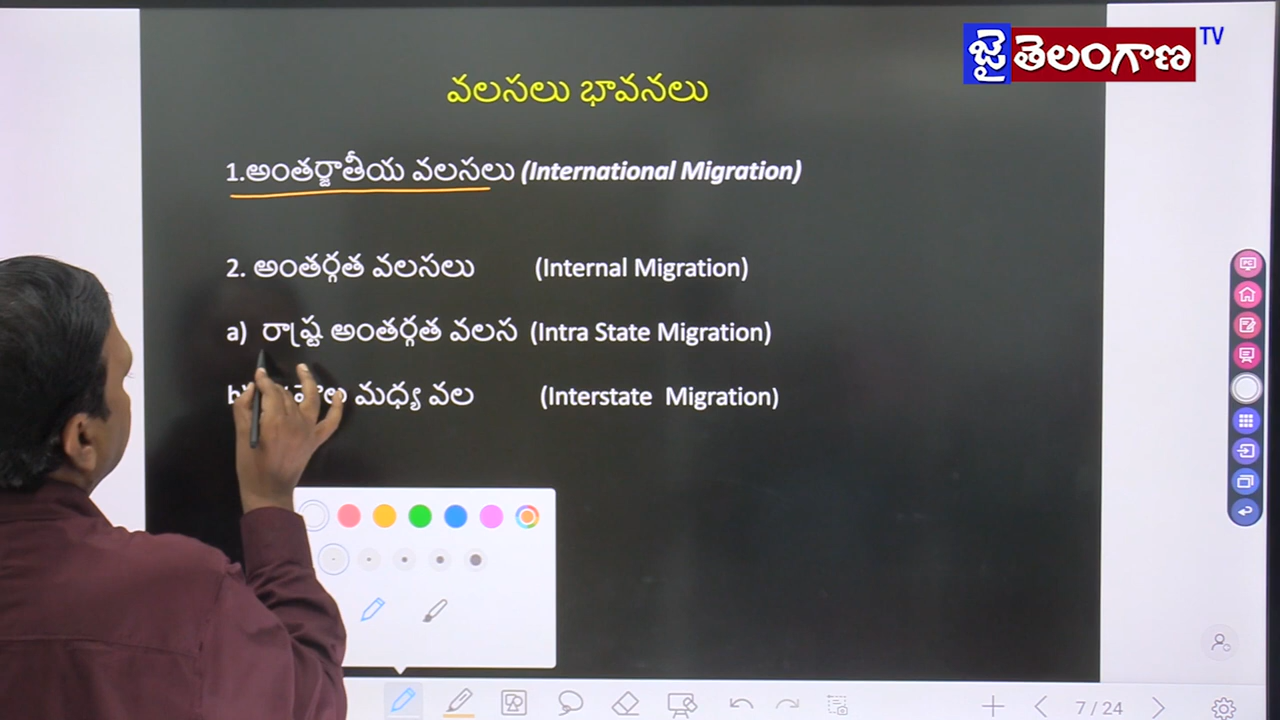 జై తెలంగాణ TV
వలసలు భావనలు
1.అంతర్జాతీయ వలసలు (International Migration)
2. అంతర్గత వలసలు (Internal Migration)
a) రాష్ట్ర అంతర్గత వలస (Intra State Migration)
మధ్య వల (Interstate Migration)
7 / 24